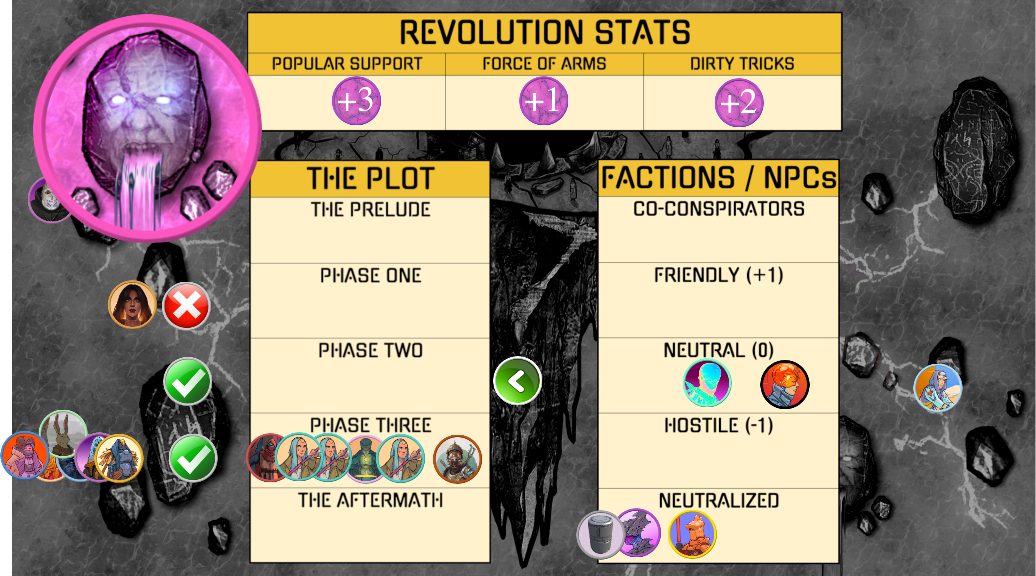 REVOLUTION STATS
POPULAR SUPPORT FORCE OF ARMS DIRTY TRICKS
+3 +1 +2
THE PLOT
THE PRELUDE
PHASE ONE
PHASE TWO
PHASE THREE
THE AFTERMATH
FACTIONS / NPCs
CO-CONSPIRATORS
FRIENDLY (+1)
NEUTRAL (0)
HOSTILE (-1)
NEUTRALIZED